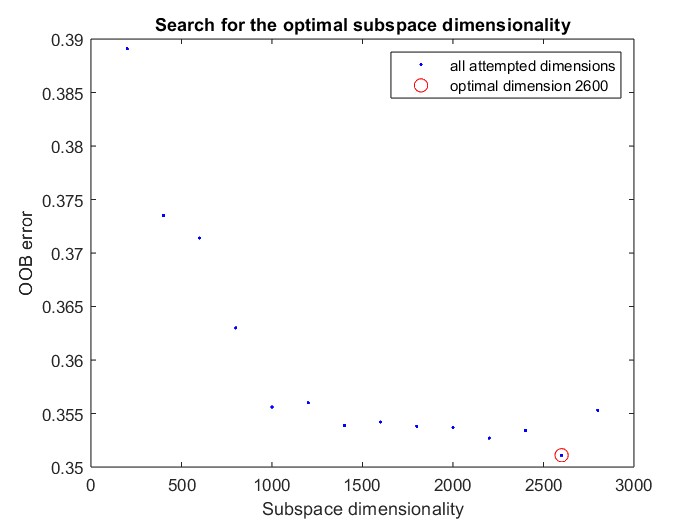 Search for the optimal subspace dimensionality
all attempted dimensions
optimal dimension 2600
OOB error
0.39
0.385
0.38
0.375
0.37
0.365
0.36
0.355
0.35
0 500 1000 1500 2000 2500 3000
Subspace dimensionality